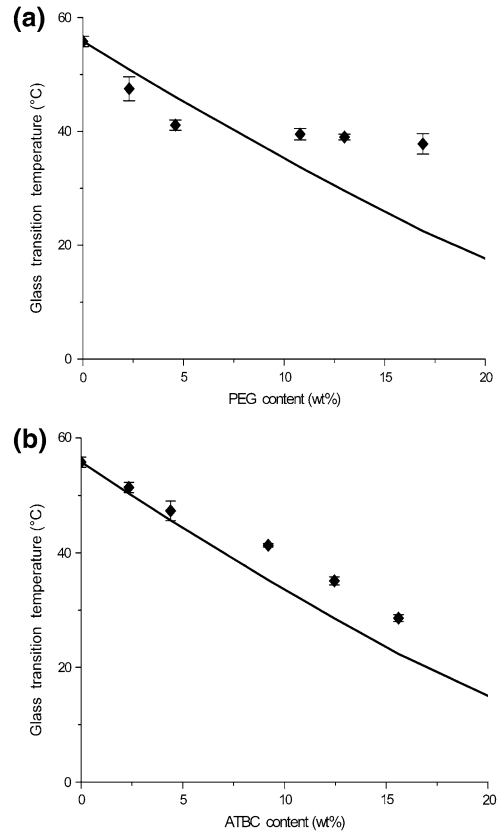 (a)
60
40
20
0
Glass transition temperature (°C)
0 5 10 15 20
PEG content (wt%)
(b)
60
40
20
0
Glass transition temperature (°C)
0 5 10 15 20
ATBC content (wt%)